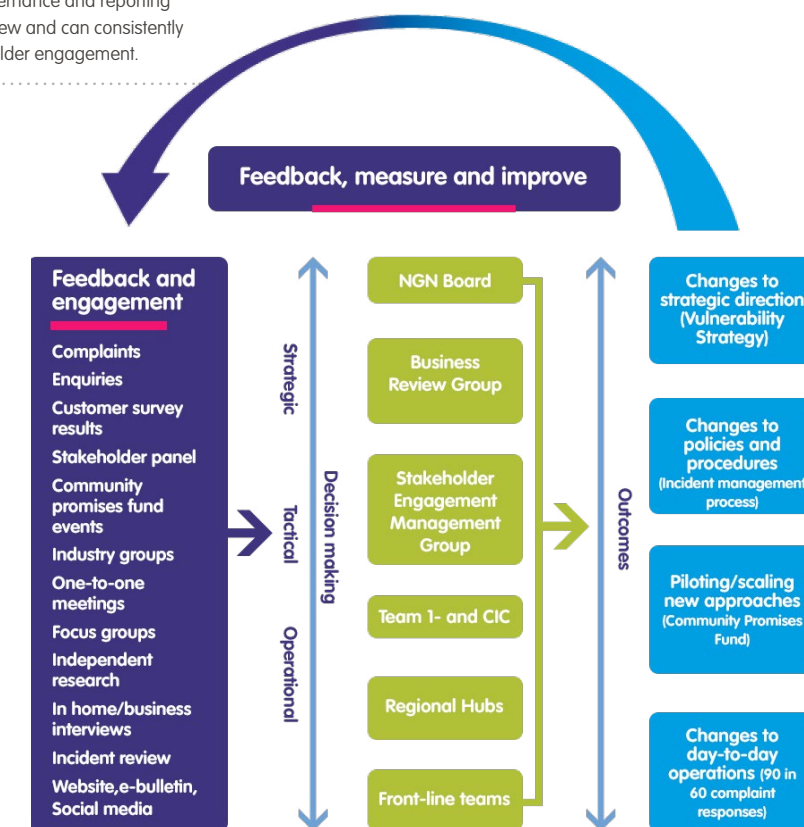 ernance and reporting
ew and can consistently
lder engagement.
Feedback, measure and improve
Feedback and
engagement
Complaints
Enquiries
Customer survey
results
Stakeholder panel
Community
promises fund
events
Industry groups
One-to-one
meetings
Focus groups
Independent
research
In home/business
interviews
Incident review
Website,e-bulletin,
Social media
Strategic
Tactical
Operational
Decision making
NGN Board
Business
Review Group
Stakeholder
Engagement
Management
Group
Team 1- and CIC
Regional Hubs
Front-line teams
Outcomes
Changes to
strategic direction
(Vulnerability
Strategy)
Changes to
policies and
procedures
(Incident management
process)
Piloting/scaling
new approaches
(Community Promises
Fund)
Changes to
day-to-day
operations (90 in
60 complaint
responses)